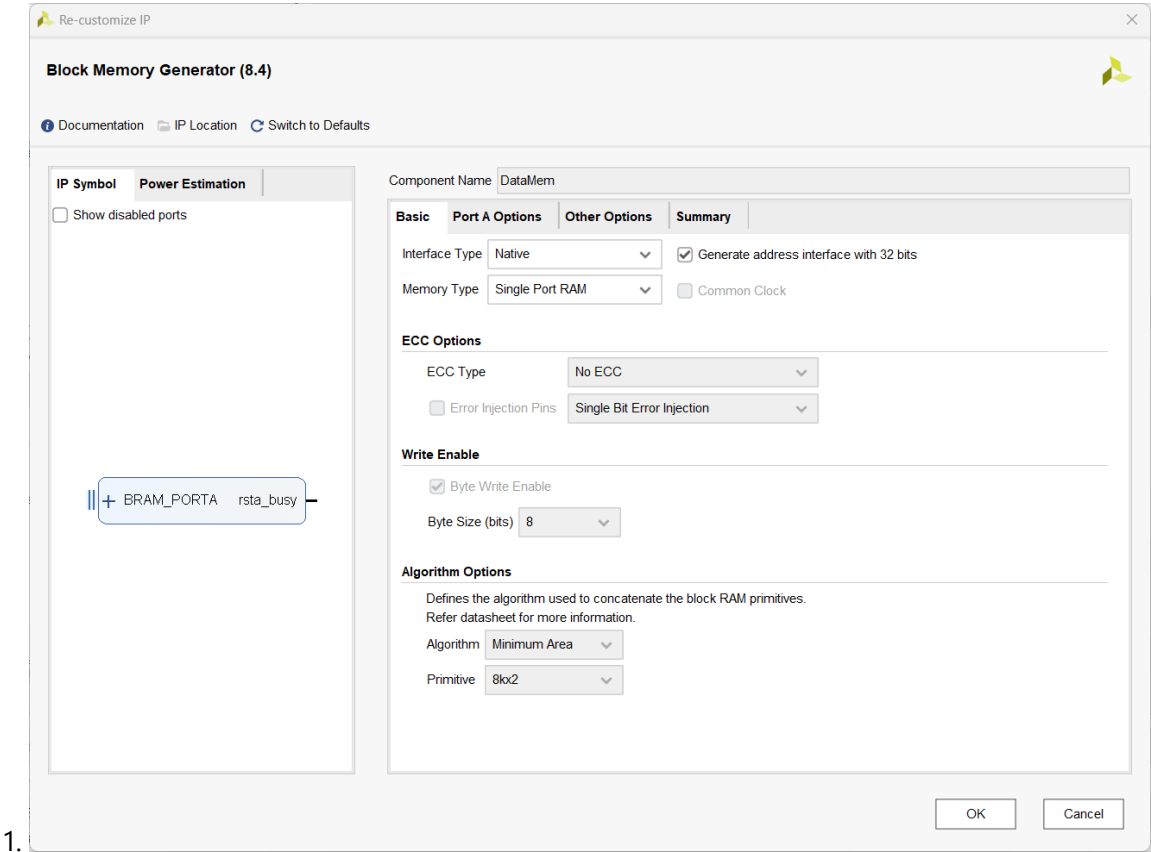 Re-customize IP
Block Memory Generator (8.4)
Documentation IP Location Switch to Defaults
IP Symbol Power Estimation
Show disabled ports
BRAM_PORTA rsta_busy
Component Name DataMem
Basic Port A Options Other Options Summary
Interface Type Native Generate address interface with 32 bits
Memory Type Single Port RAM Common Clock
ECC Options
ECC Type No ECC
Error Injection Pins Single Bit Error Injection
Write Enable
Byte Write Enable
Byte Size (bits) 8
Algorithm Options
Defines the algorithm used to concatenate the block RAM primitives.
Refer datasheet for more information.
Algorithm Minimum Area
Primitive 8kx2
OK Cancel
1.